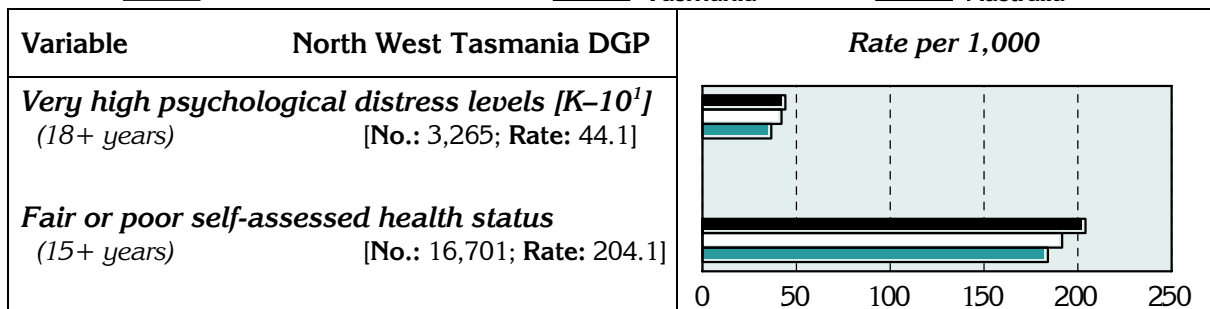 Variable North West Tasmania DGP Rate per 1,000
Very high psychological distress levels [K–10¹]
(18+ years) [No.: 3,265; Rate: 44.1]
Fair or poor self-assessed health status
(15+ years) [No.: 16,701; Rate: 204.1]
0 50 100 150 200 250